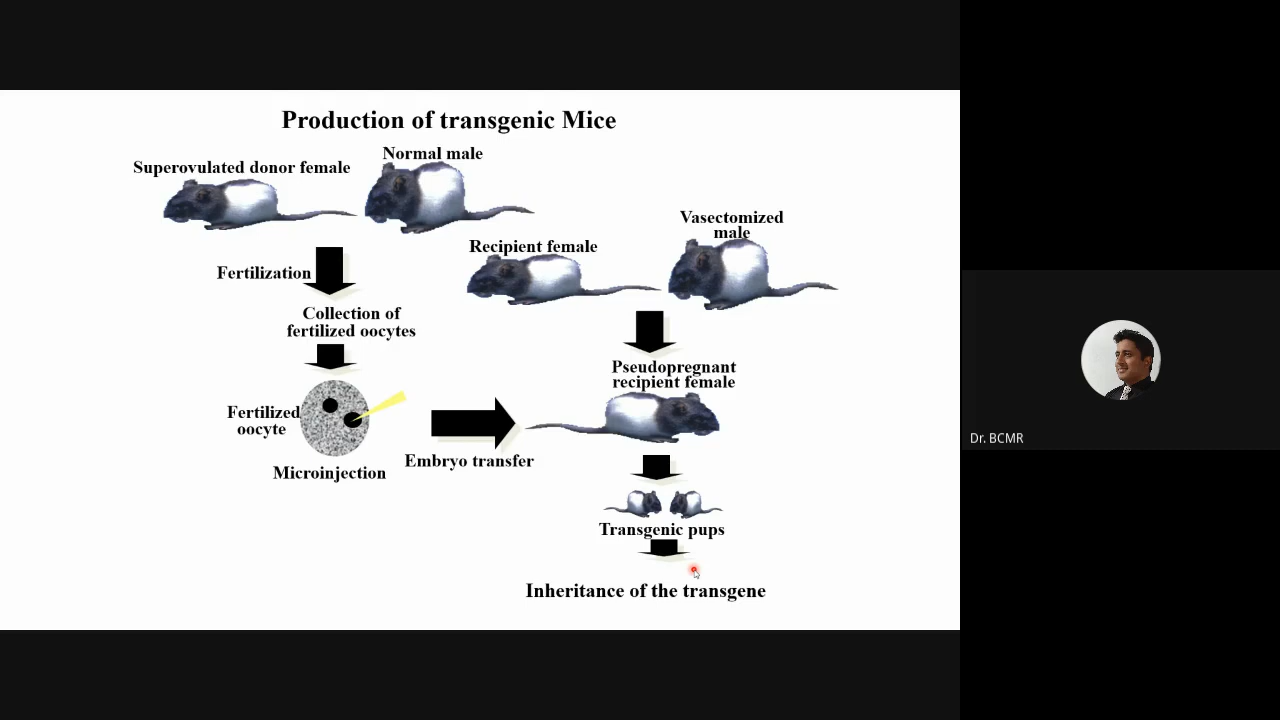 Production of transgenic Mice
Superovulated donor female
Normal male
Fertilization
Collection of
fertilized oocytes
Fertilized
oocyte
Microinjection
Embryo transfer
Recipient female
Vasectomized
male
Pseudopregnant
recipient female
Transgenic pups
Inheritance of the transgene
Dr. BCMR